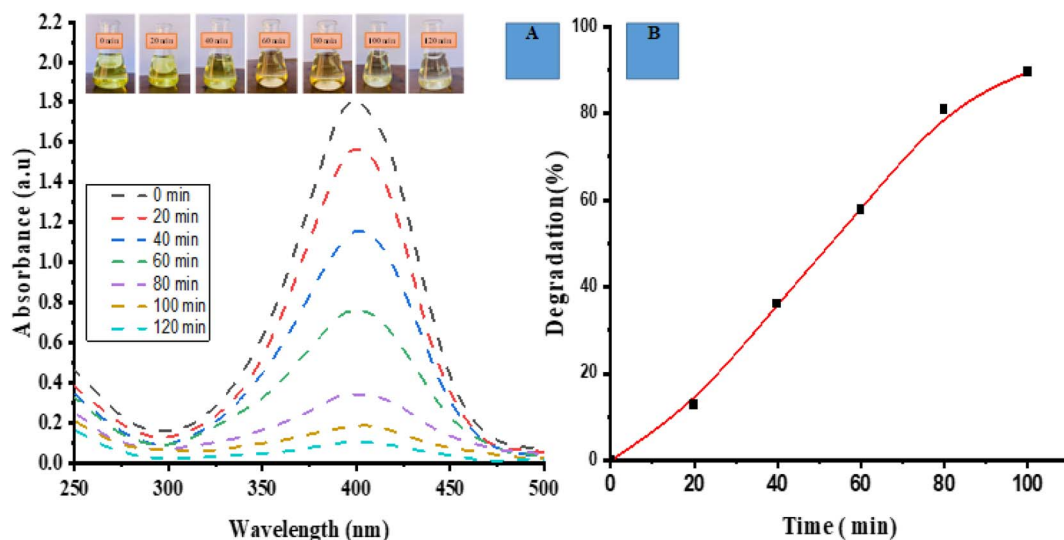 2.2
2.0
1.8
1.6
1.4
1.2
1.0
0.8
0.6
0.4
0.2
0.0
Absorbance (a.u)
0 min
20 min
40 min
60 min
80 min
100 min
120 min
0 min
20 min
40 min
60 min
80 min
100 min
120 min
250 300 350 400 450 500
Wavelength (nm)
A
B
100
80
60
40
20
0
Degradation(%)
0 20 40 60 80 100
Time ( min)